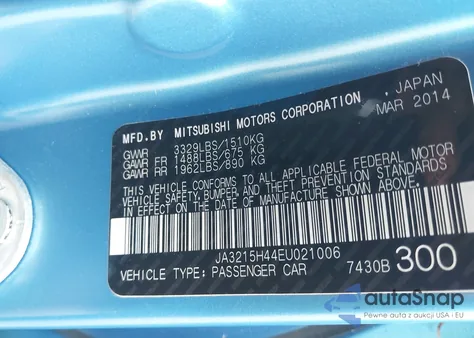 MFD.BY MITSUBISHI MOTORS CORPORATION, JAPAN
GVWR 3329LBS/1510KG MAR 2014
GAWR FR 1488LBS/675 KG
GAWR RR 1962LBS/890 KG
THIS VEHICLE CONFORMS TO ALL APPLICABLE FEDERAL MOTOR
VEHICLE SAFETY AND THEFT PREVENTION STANDARDS
IN EFFECT ON THE DATE OF MANUFACTURE SHOWN ABOVE.
JA3215H44EU021006
VEHICLE TYPE: PASSENGER CAR 7430B 300
autoSnap
Pewne auta z aukcji USA i EU